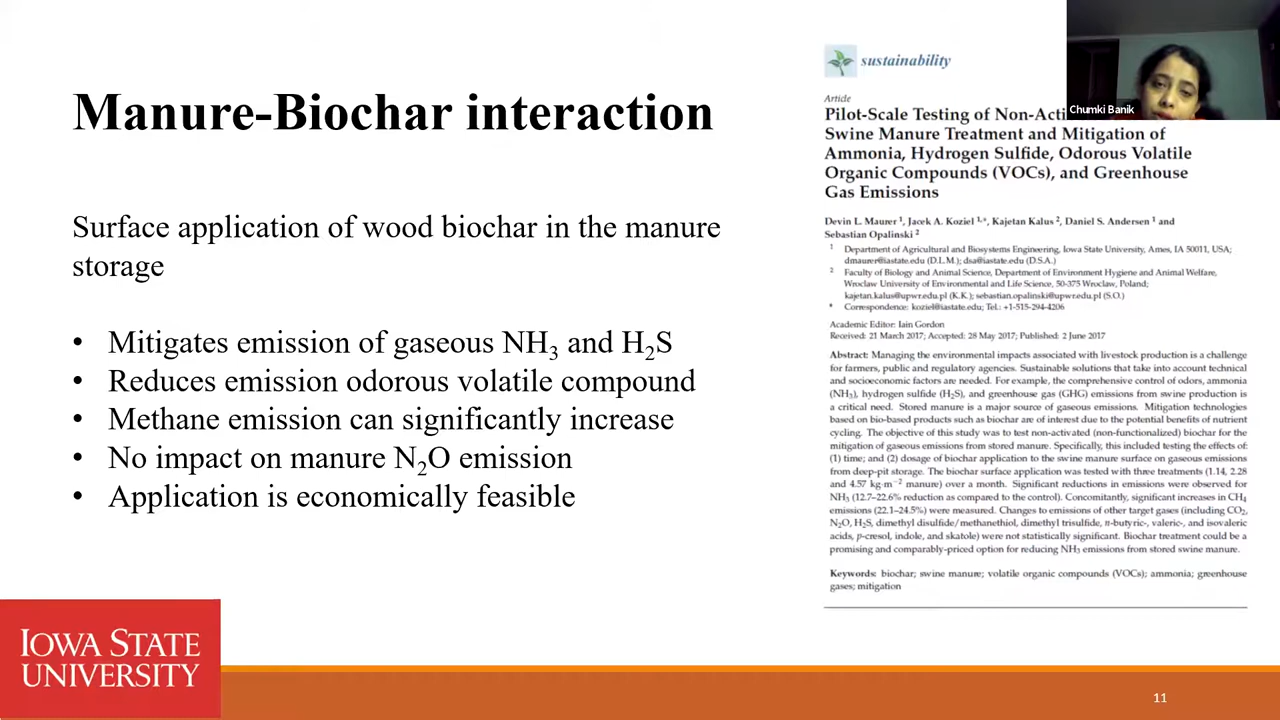 Manure-Biochar interaction
Surface application of wood biochar in the manure
storage
• Mitigates emission of gaseous NH3 and H2S
• Reduces emission odorous volatile compound
• Methane emission can significantly increase
• No impact on manure N2O emission
• Application is economically feasible
IOWA STATE
UNIVERSITY
sustainability
Article
Pilot-Scale Testing of Non-Acti
Swine Manure Treatment and Mitigation of
Ammonia, Hydrogen Sulfide, Odorous Volatile
Organic Compounds (VOCs), and Greenhouse
Gas Emissions
Devin L. Maurer 1, Jacek A. Koziel 1,*, Kajetan Kalus 2, Daniel S. Andersen 1 and
Sebastian Opalinski 2
1 Department of Agricultural and Biosystems Engineering, Iowa State University, Ames, IA 50011, USA;
dmaurer@iastate.edu (D.L.M.); dsa@iastate.edu (D.S.A.)
2 Faculty of Biology and Animal Science, Department of Environment Hygiene and Animal Welfare,
Wroclaw University of Environmental and Life Science, 50-375 Wroclaw, Poland;
kajetan.kalus@upwr.edu.pl (K.K.); sebastian.opalinski@upwr.edu.pl (S.O.)
* Correspondence: koziel@iastate.edu; Tel.: +1-515-294-4206
Academic Editor: Iain Gordon
Received: 21 March 2017; Accepted: 28 May 2017; Published: 2 June 2017
Abstract: Managing the environmental impacts associated with livestock production is a challenge
for farmers, public and regulatory agencies. Sustainable solutions that take into account technical
and socioeconomic factors are needed. For example, the comprehensive control of odors, ammonia
(NH3), hydrogen sulfide (H2S), and greenhouse gas (GHG) emissions from swine production is
a critical need. Stored manure is a major source of gaseous emissions. Mitigation technologies
based on bio-based products such as biochar are of interest due to the potential benefits of nutrient
cycling. The objective of this study was to test non-activated (non-functionalized) biochar for the
mitigation of gaseous emissions from stored manure. Specifically, this included testing the effects of:
(1) time; and (2) dosage of biochar application to the swine manure surface on gaseous emissions
from deep-pit storage. The biochar surface application was tested with three treatments (1.14, 2.28
and 4.57 kg·m−2 manure) over a month. Significant reductions in emissions were observed for
NH3 (12.7–22.6% reduction as compared to the control). Concomitantly, significant increases in CH4
emissions (22.1–24.5%) were measured. Changes to emissions of other target gases (including CO2,
N2O, H2S, dimethyl disulfide/methanethiol, dimethyl trisulfide, n-butyric-, valeric-, and isovaleric
acids, p-cresol, indole, and skatole) were not statistically significant. Biochar treatment could be a
promising and comparably-priced option for reducing NH3 emissions from stored swine manure.
Keywords: biochar; swine manure; volatile organic compounds (VOCs); ammonia; greenhouse
gases; mitigation
Chumki Banik
11